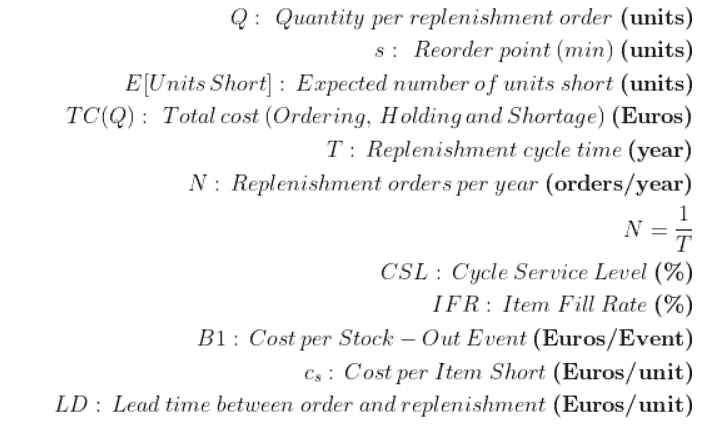 Q : Quantity per replenishment order (units)
s : Reorder point (min) (units)
E[Units Short] : Expected number of units short (units)
TC(Q) : Total cost (Ordering, Holding and Shortage) (Euros)
T : Replenishment cycle time (year)
N : Replenishment orders per year (orders/year)
N = 1/T
CSL : Cycle Service Level (%)
IFR : Item Fill Rate (%)
B1 : Cost per Stock − Out Event (Euros/Event)
c_s : Cost per Item Short (Euros/unit)
LD : Lead time between order and replenishment (Euros/unit)